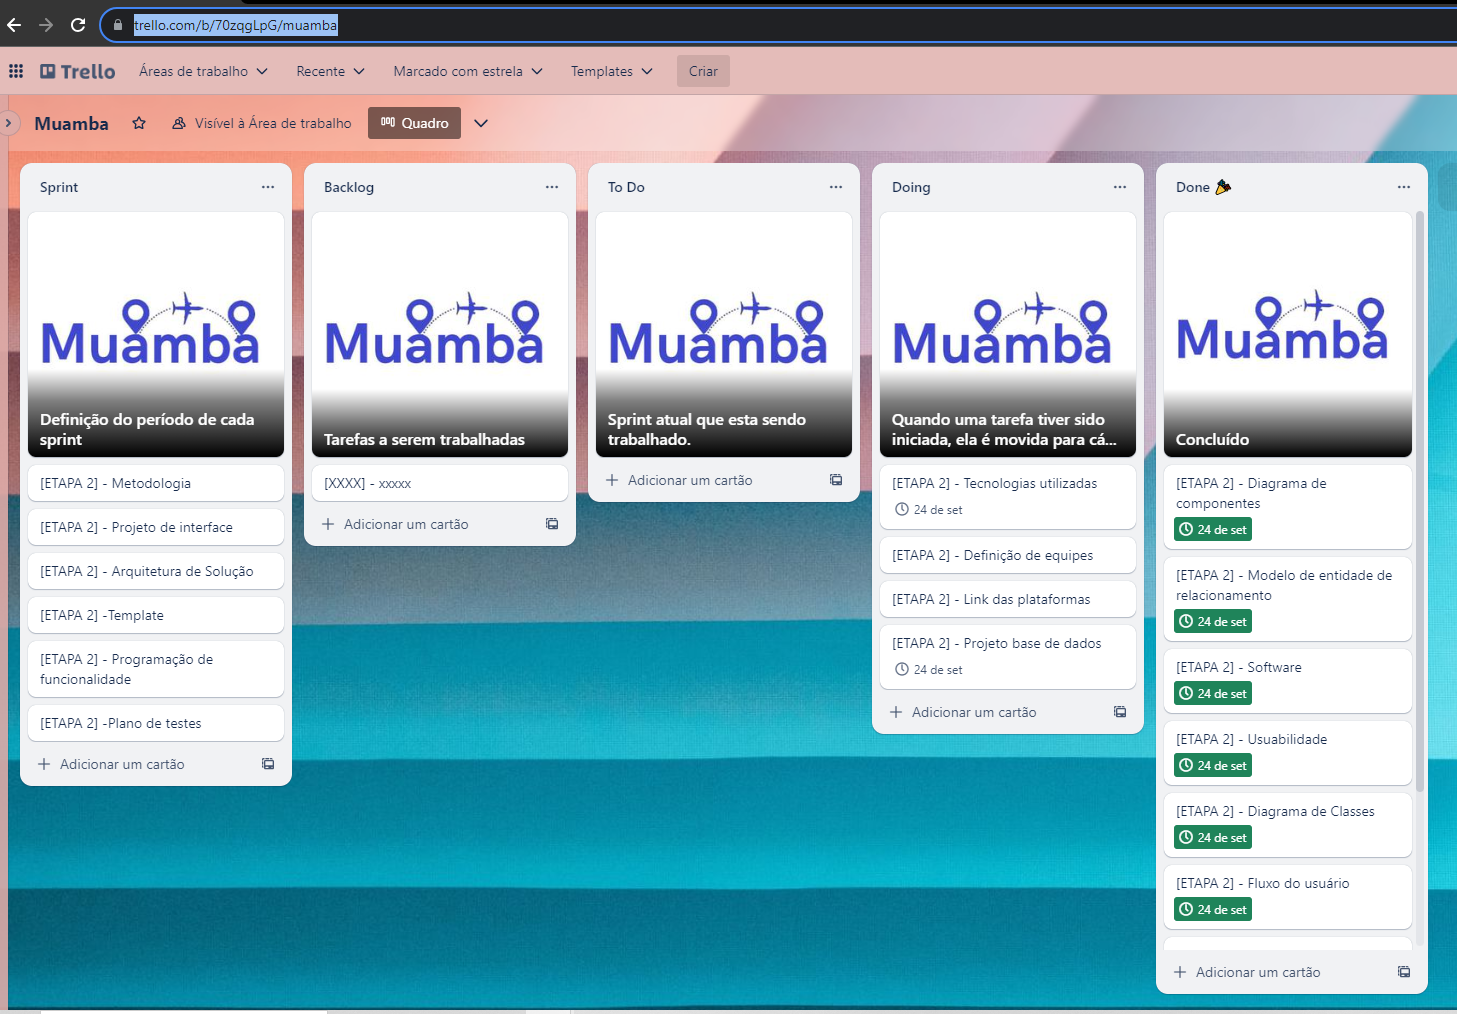 trello.com/b/70zqgLpG/muamba
Trello Áreas de trabalho Recente Marcado com estrela Templates Criar
Muamba Visível à Área de trabalho Quadro
Sprint
Muamba
Definição do período de cada
sprint
[ETAPA 2] - Metodologia
[ETAPA 2] - Projeto de interface
[ETAPA 2] - Arquitetura de Solução
[ETAPA 2] -Template
[ETAPA 2] - Programação de
funcionalidade
[ETAPA 2] -Plano de testes
Adicionar um cartão
Backlog
Muamba
Tarefas a serem trabalhadas
[XXXX] - xxxxx
Adicionar um cartão
To Do
Muamba
Sprint atual que esta sendo
trabalhado.
Adicionar um cartão
Doing
Muamba
Quando uma tarefa tiver sido
iniciada, ela é movida para cá...
[ETAPA 2] - Tecnologias utilizadas
24 de set
[ETAPA 2] - Definição de equipes
[ETAPA 2] - Link das plataformas
[ETAPA 2] - Projeto base de dados
24 de set
Adicionar um cartão
Done
Muamba
Concluído
[ETAPA 2] - Diagrama de
componentes
24 de set
[ETAPA 2] - Modelo de entidade de
relacionamento
24 de set
[ETAPA 2] - Software
24 de set
[ETAPA 2] - Usuabilidade
24 de set
[ETAPA 2] - Diagrama de Classes
24 de set
[ETAPA 2] - Fluxo do usuário
24 de set
Adicionar um cartão